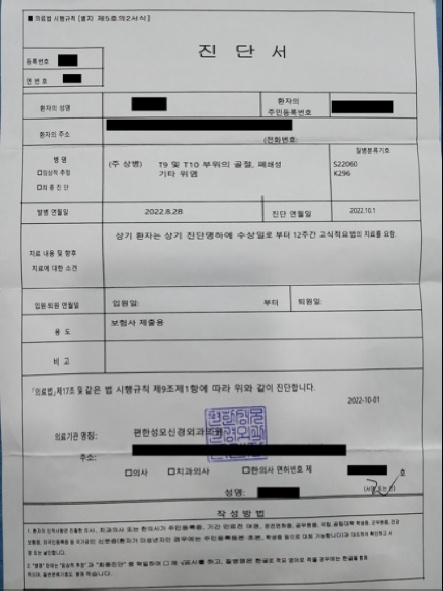 ■ 의료법 시행규칙 [별지 제5호의2서식]
진 단 서
등록번호
연 번 호
환자의 성명
환자의
주민등록번호
환자의 주소
(전화번호:
병 명
□임상적 추정
□최 종 진 단
(주 상병) T9 및 T10 부위의 골절, 폐쇄성
기타 위염
질병분류기호
S22060
K296
발병 연월일
2022.8.28
진단 연월일
2022.10.1
치료 내용 및 향후
치료에 대한 소견
상기 환자는 상기 진단명하에 수상일로 부터 12주간 고식적요법의 치료를 요함.
입원·퇴원 연월일
입원일: 부터
퇴원일:
용 도
보험사 제출용
비 고
「의료법」제17조 및 같은 법 시행규칙 제9조제1항에 따라 위와 같이 진단합니다.
2022-10-01
의료기관 명칭: 편한성모신경외과의원
주소:
□의사 □치과의사 □한의사 면허번호 제 호
성명: (서명 또는 인)
작 성 방 법